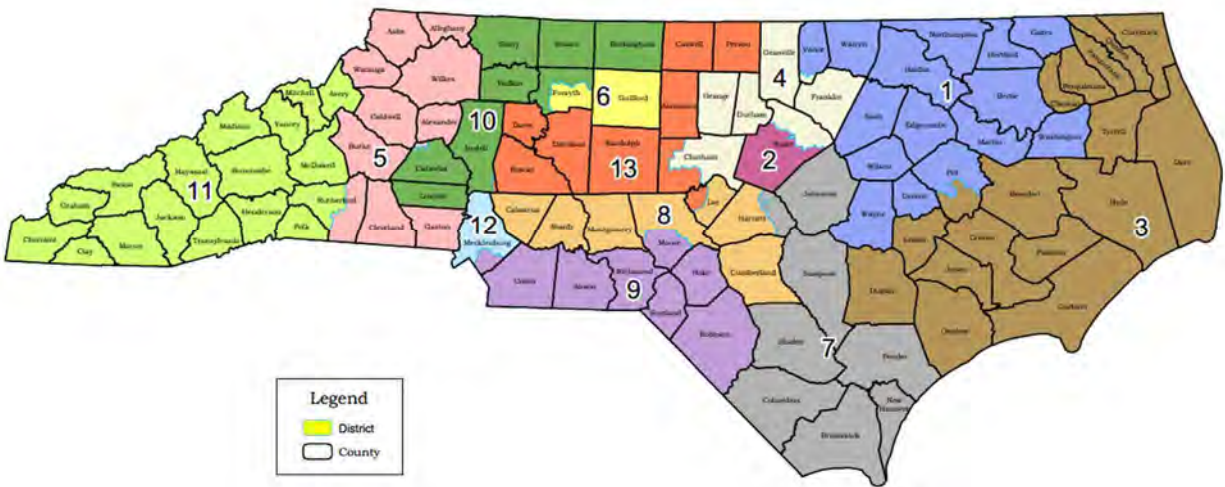 Ashe
Alleghany
Surry
Stokes
Rockingham
Caswell
Person
Granville
Vance
Warren
Northampton
Gates
Hertford
Currituck
Camden
Watauga
Wilkes
Yadkin
Forsyth
6
Guilford
Orange
Durham
4
Franklin
Halifax
1
Bertie
Perquimans
Chowan
Mitchell
Avery
Caldwell
Alexander
10
Iredell
Davie
Davidson
Randolph
13
Chatham
Wake
2
Nash
Edgecombe
Martin
Washington
Tyrrell
Dare
Madison
Yancey
Burke
5
Catawba
Lincoln
Rowan
Wilson
Pitt
Beaufort
Hyde
3
Haywood
11
Buncombe
McDowell
Rutherford
Swain
Graham
Jackson
Henderson
Polk
Cleveland
Gaston
12
Mecklenburg
Cabarrus
Stanly
Montgomery
8
Moore
Lee
Harnett
Johnston
Wayne
Greene
Lenoir
Craven
Pamlico
Jones
Carteret
Cherokee
Clay
Macon
Transylvania
Union
Anson
Richmond
9
Scotland
Hoke
Cumberland
Sampson
Duplin
Onslow
Robeson
Bladen
7
Pender
Columbus
New
Hanover
Brunswick
Legend
District
County